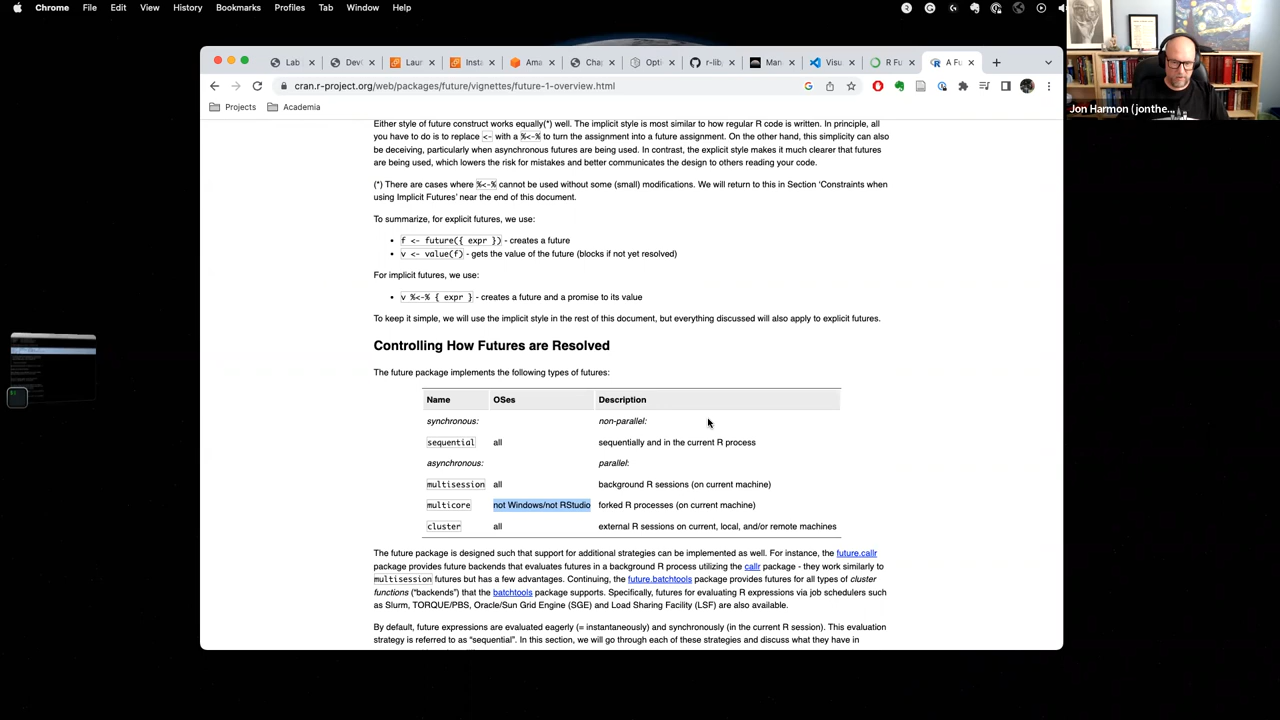 Chrome File Edit View History Bookmarks Profiles Tab Window Help
Lab Dev Laun Insta Ama Cha Opti r-lib Man Visu R Fu A Fu
cran.r-project.org/web/packages/future/vignettes/future-1-overview.html
Projects Academia
Jon Harmon (jonthe...
Either style of future construct works equally(*) well. The implicit style is most similar to how regular R code is written. In principle, all
you have to do is to replace <- with a %<-% to turn the assignment into a future assignment. On the other hand, this simplicity can also
be deceiving, particularly when asynchronous futures are being used. In contrast, the explicit style makes it much clearer that futures
are being used, which lowers the risk for mistakes and better communicates the design to others reading your code.
(*) There are cases where %<-% cannot be used without some (small) modifications. We will return to this in Section ‘Constraints when
using Implicit Futures’ near the end of this document.
To summarize, for explicit futures, we use:
• f <- future({ expr }) - creates a future
• v <- value(f) - gets the value of the future (blocks if not yet resolved)
For implicit futures, we use:
• v %<-% { expr } - creates a future and a promise to its value
To keep it simple, we will use the implicit style in the rest of this document, but everything discussed will also apply to explicit futures.
Controlling How Futures are Resolved
The future package implements the following types of futures:
Name OSes Description
synchronous: non-parallel:
sequential all sequentially and in the current R process
asynchronous: parallel:
multisession all background R sessions (on current machine)
multicore not Windows/not RStudio forked R processes (on current machine)
cluster all external R sessions on current, local, and/or remote machines
The future package is designed such that support for additional strategies can be implemented as well. For instance, the future.callr
package provides future backends that evaluates futures in a background R process utilizing the callr package - they work similarly to
multisession futures but has a few advantages. Continuing, the future.batchtools package provides futures for all types of cluster
functions (“backends”) that the batchtools package supports. Specifically, futures for evaluating R expressions via job schedulers such
as Slurm, TORQUE/PBS, Oracle/Sun Grid Engine (SGE) and Load Sharing Facility (LSF) are also available.
By default, future expressions are evaluated eagerly (= instantaneously) and synchronously (in the current R session). This evaluation
strategy is referred to as “sequential”. In this section, we will go through each of these strategies and discuss what they have in